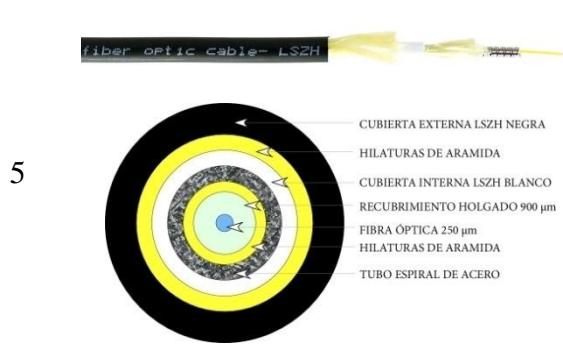 fiber optic cable- LSZH
5
CUBIERTA EXTERNA LSZH NEGRA
HILATURAS DE ARAMIDA
CUBIERTA INTERNA LSZH BLANCO
RECUBRIMIENTO HOLGADO 900 µm
FIBRA ÓPTICA 250 µm
HILATURAS DE ARAMIDA
TUBO ESPIRAL DE ACERO